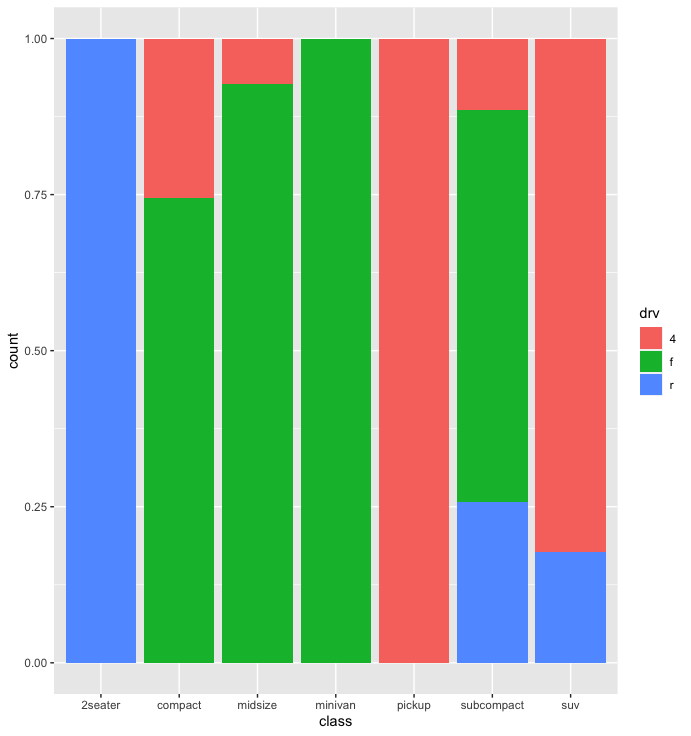 1.00
0.75
0.50
0.25
0.00
count
2seater compact midsize minivan pickup subcompact suv
class
drv
4
f
r